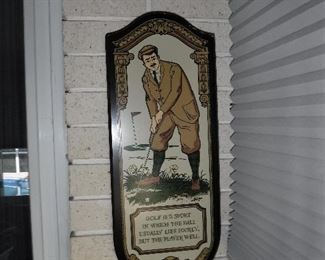 GOLF IS A SPORT
IN WHICH THE BALL
USUALLY LIES POORLY,
BUT THE PLAYER WELL.